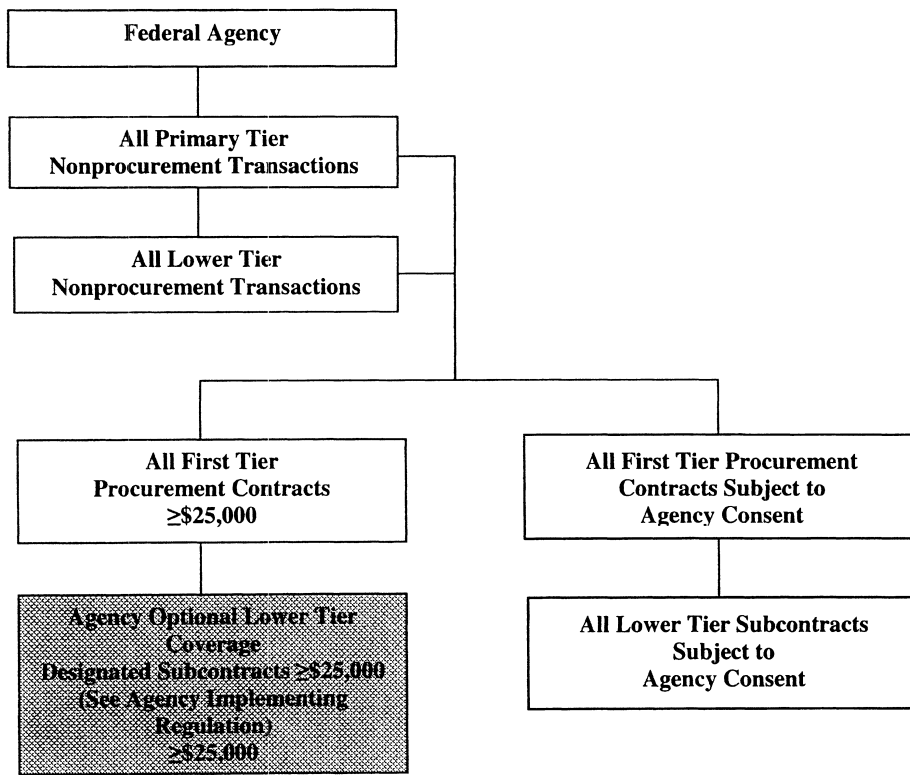 Federal Agency
All Primary Tier
Nonprocurement Transactions
All Lower Tier
Nonprocurement Transactions
All First Tier
Procurement Contracts
≥$25,000
All First Tier Procurement
Contracts Subject to
Agency Consent
Agency Optional Lower Tier
Coverage
Designated Subcontracts ≥$25,000
(See Agency Implementing
Regulation)
≥$25,000
All Lower Tier Subcontracts
Subject to
Agency Consent